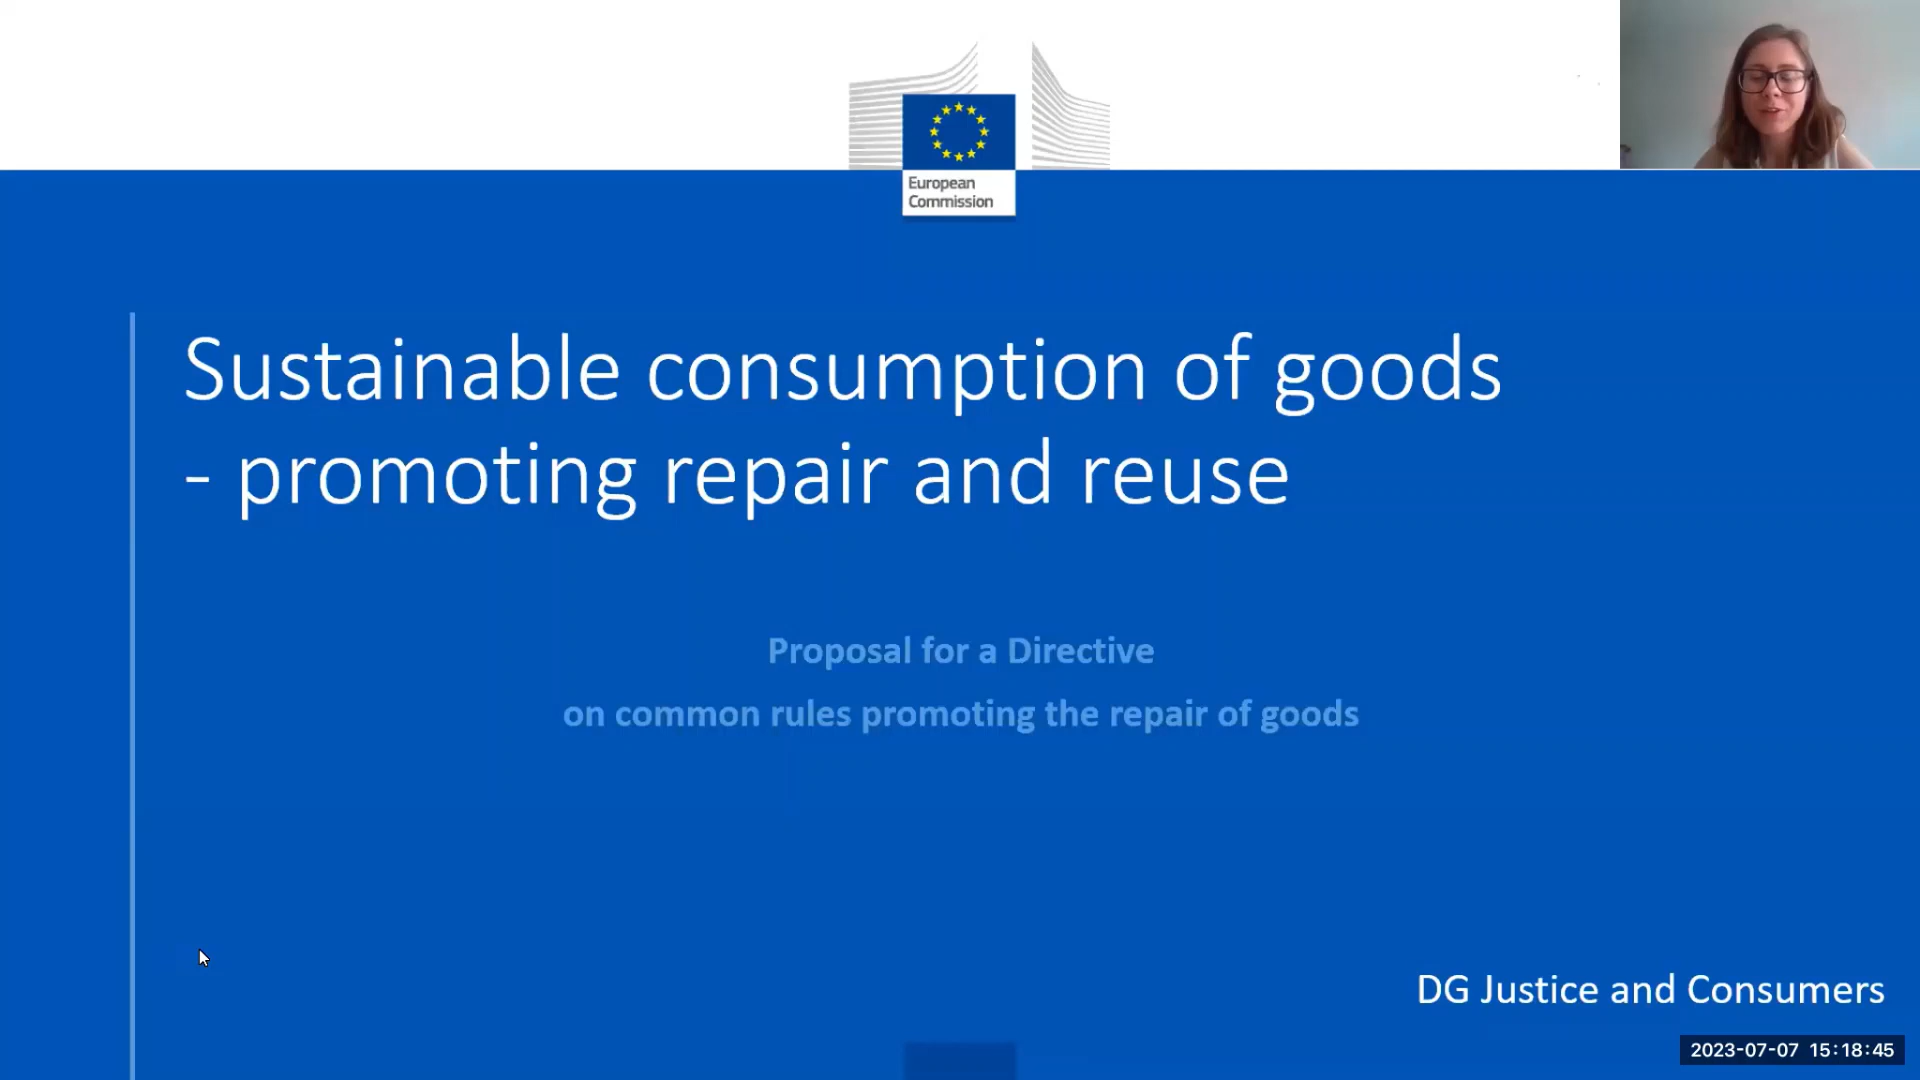 European
Commission
Sustainable consumption of goods
- promoting repair and reuse
Proposal for a Directive
on common rules promoting the repair of goods
DG Justice and Consumers
2023-07-07 15:18:45